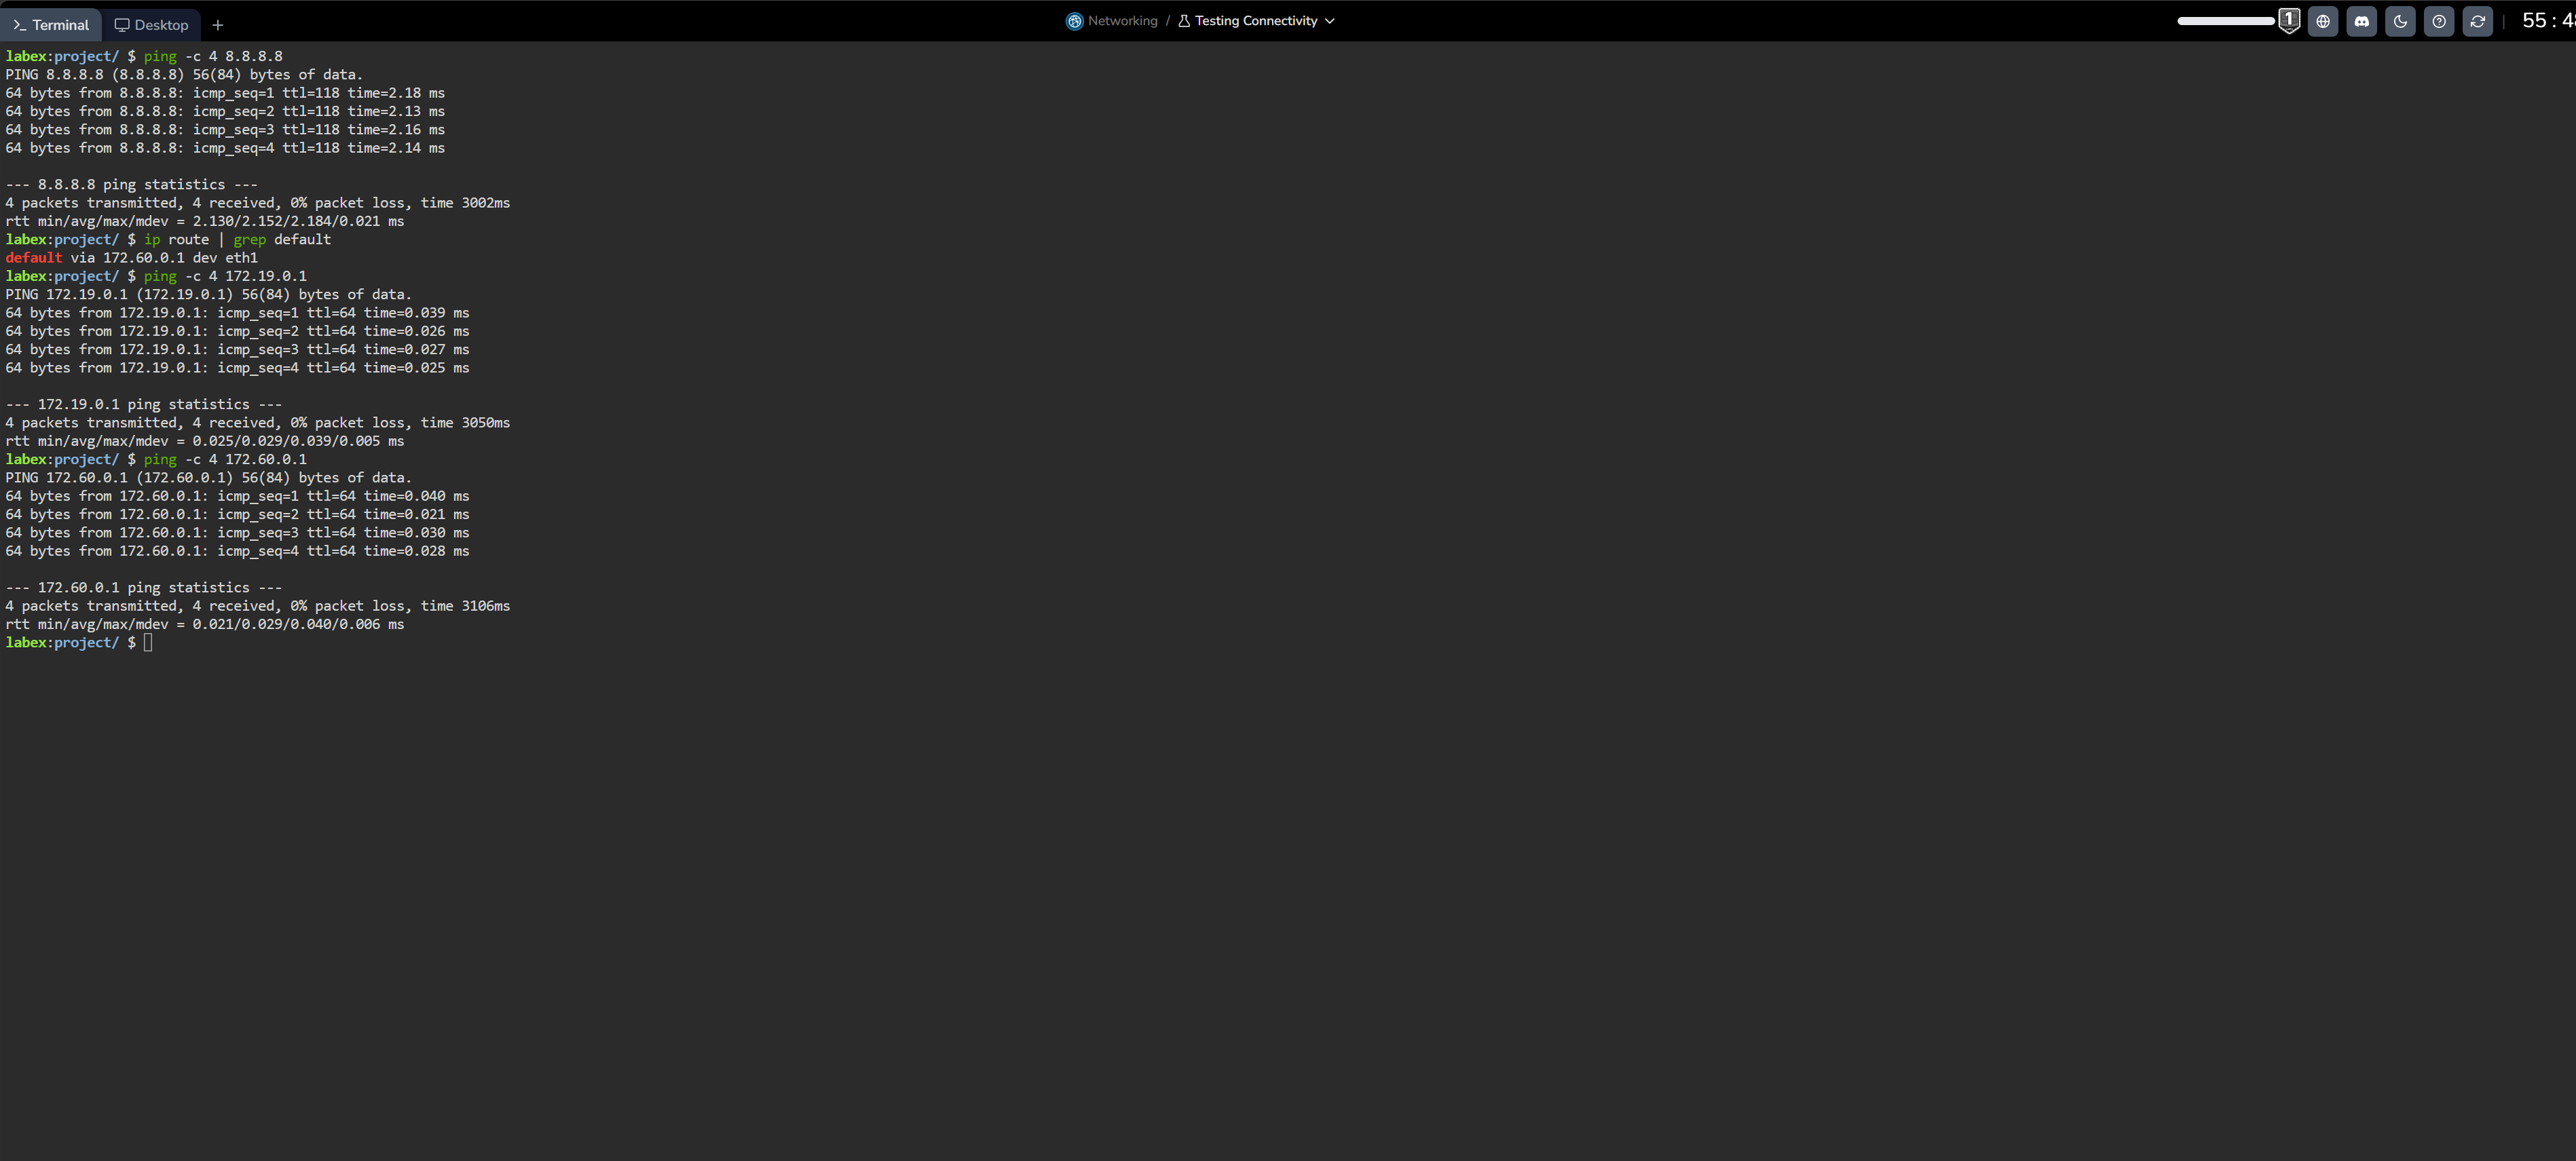 Terminal
Desktop
Networking / Testing Connectivity
1
labex:project/ $ ping -c 4 8.8.8.8
PING 8.8.8.8 (8.8.8.8) 56(84) bytes of data.
64 bytes from 8.8.8.8: icmp_seq=1 ttl=118 time=2.18 ms
64 bytes from 8.8.8.8: icmp_seq=2 ttl=118 time=2.13 ms
64 bytes from 8.8.8.8: icmp_seq=3 ttl=118 time=2.16 ms
64 bytes from 8.8.8.8: icmp_seq=4 ttl=118 time=2.14 ms
--- 8.8.8.8 ping statistics ---
4 packets transmitted, 4 received, 0% packet loss, time 3002ms
rtt min/avg/max/mdev = 2.130/2.152/2.184/0.021 ms
labex:project/ $ ip route | grep default
default via 172.60.0.1 dev eth1
labex:project/ $ ping -c 4 172.19.0.1
PING 172.19.0.1 (172.19.0.1) 56(84) bytes of data.
64 bytes from 172.19.0.1: icmp_seq=1 ttl=64 time=0.039 ms
64 bytes from 172.19.0.1: icmp_seq=2 ttl=64 time=0.026 ms
64 bytes from 172.19.0.1: icmp_seq=3 ttl=64 time=0.027 ms
64 bytes from 172.19.0.1: icmp_seq=4 ttl=64 time=0.025 ms
--- 172.19.0.1 ping statistics ---
4 packets transmitted, 4 received, 0% packet loss, time 3050ms
rtt min/avg/max/mdev = 0.025/0.029/0.039/0.005 ms
labex:project/ $ ping -c 4 172.60.0.1
PING 172.60.0.1 (172.60.0.1) 56(84) bytes of data.
64 bytes from 172.60.0.1: icmp_seq=1 ttl=64 time=0.040 ms
64 bytes from 172.60.0.1: icmp_seq=2 ttl=64 time=0.021 ms
64 bytes from 172.60.0.1: icmp_seq=3 ttl=64 time=0.030 ms
64 bytes from 172.60.0.1: icmp_seq=4 ttl=64 time=0.028 ms
--- 172.60.0.1 ping statistics ---
4 packets transmitted, 4 received, 0% packet loss, time 3106ms
rtt min/avg/max/mdev = 0.021/0.029/0.040/0.006 ms
labex:project/ $